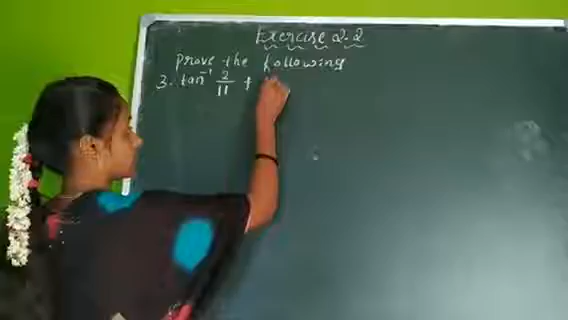 Exercise 2.2
Prove the following
3. tan⁻¹ 2/11 +